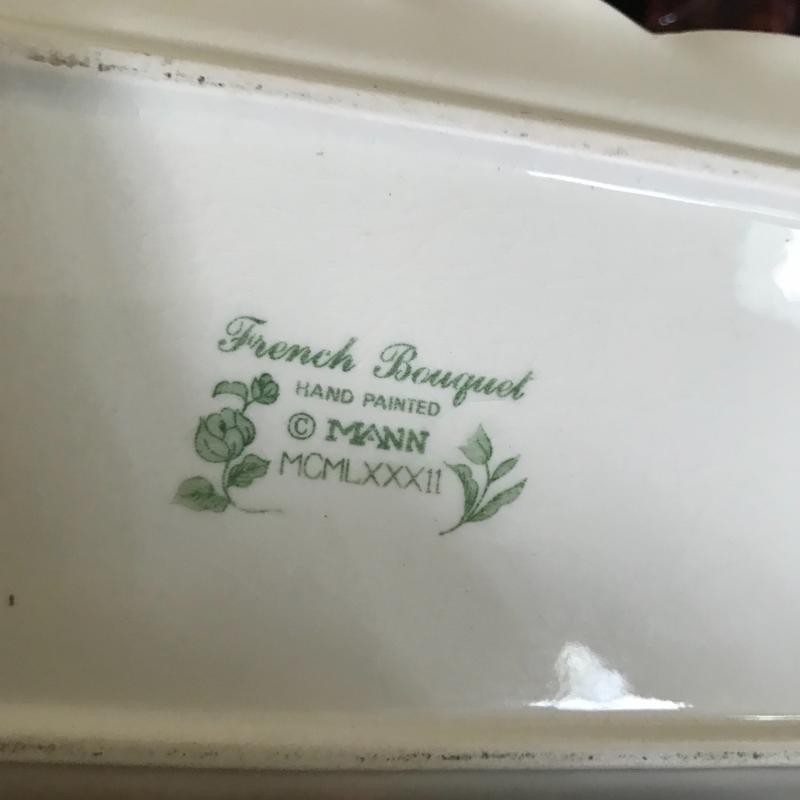 French Bouquet
HAND PAINTED
© MANN
MCMLXXXII